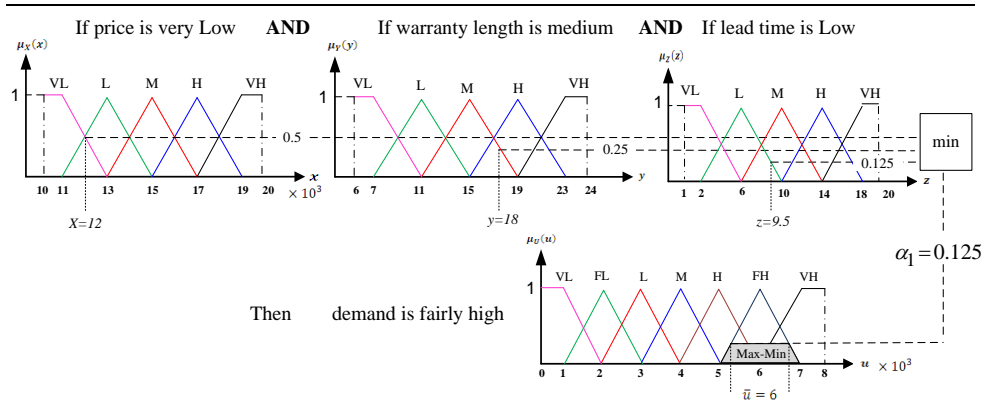 If price is very Low AND If warranty length is medium AND If lead time is Low
μX(x) μY(y) μZ(z)
VL L M H VH
VL L M H VH
VL L M H VH
1 1 1
0.5 0.25 0.125
min
10 11 13 15 17 19 20 x × 10³
6 7 11 15 19 23 24 y
1 2 6 10 14 18 20 z
X=12 y=18 z=9.5
α₁=0.125
μU(u)
VL FL L M H FH VH
1
Then demand is fairly high
Max-Min
0 1 2 3 4 5 6 7 8 u × 10³
ū = 6